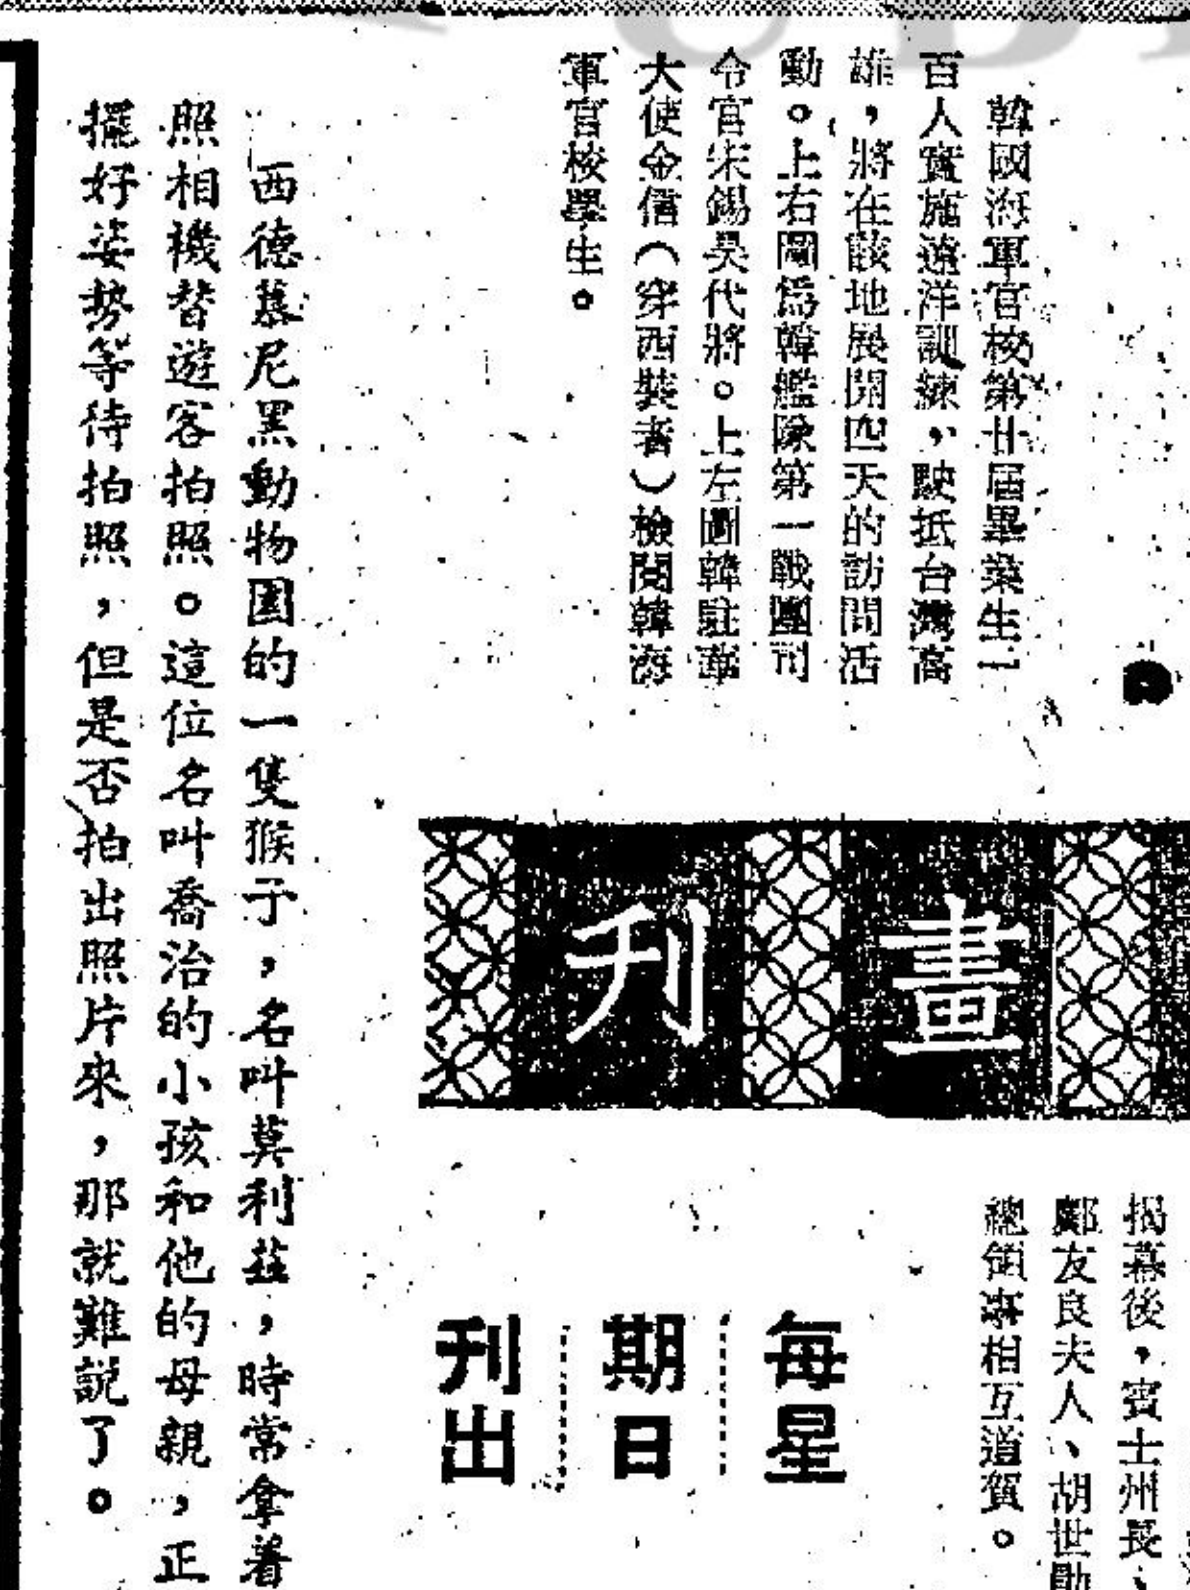 韓國海軍官校第廿屆畢業生二
百人實施遠洋訓練，駛抵台灣高
雄，將在該地展開四天的訪問活
動。上右圖爲韓艦隊第一戰團司
令官宋錫昊代將。上左圖韓駐華
大使金信（穿西裝者）檢閱韓海
軍官校學生。
畫刊
每星
期日
刊出
揭幕後，賓士州長、
鄺友良夫人、胡世勛
總領事相互道賀。
西德慕尼黑動物園的一隻猴子，名叫莫利茲，時常拿着
照相機替遊客拍照。這位名叫喬治的小孩和他的母親，正
擺好姿勢等待拍照，但是否拍出照片來，那就難說了。